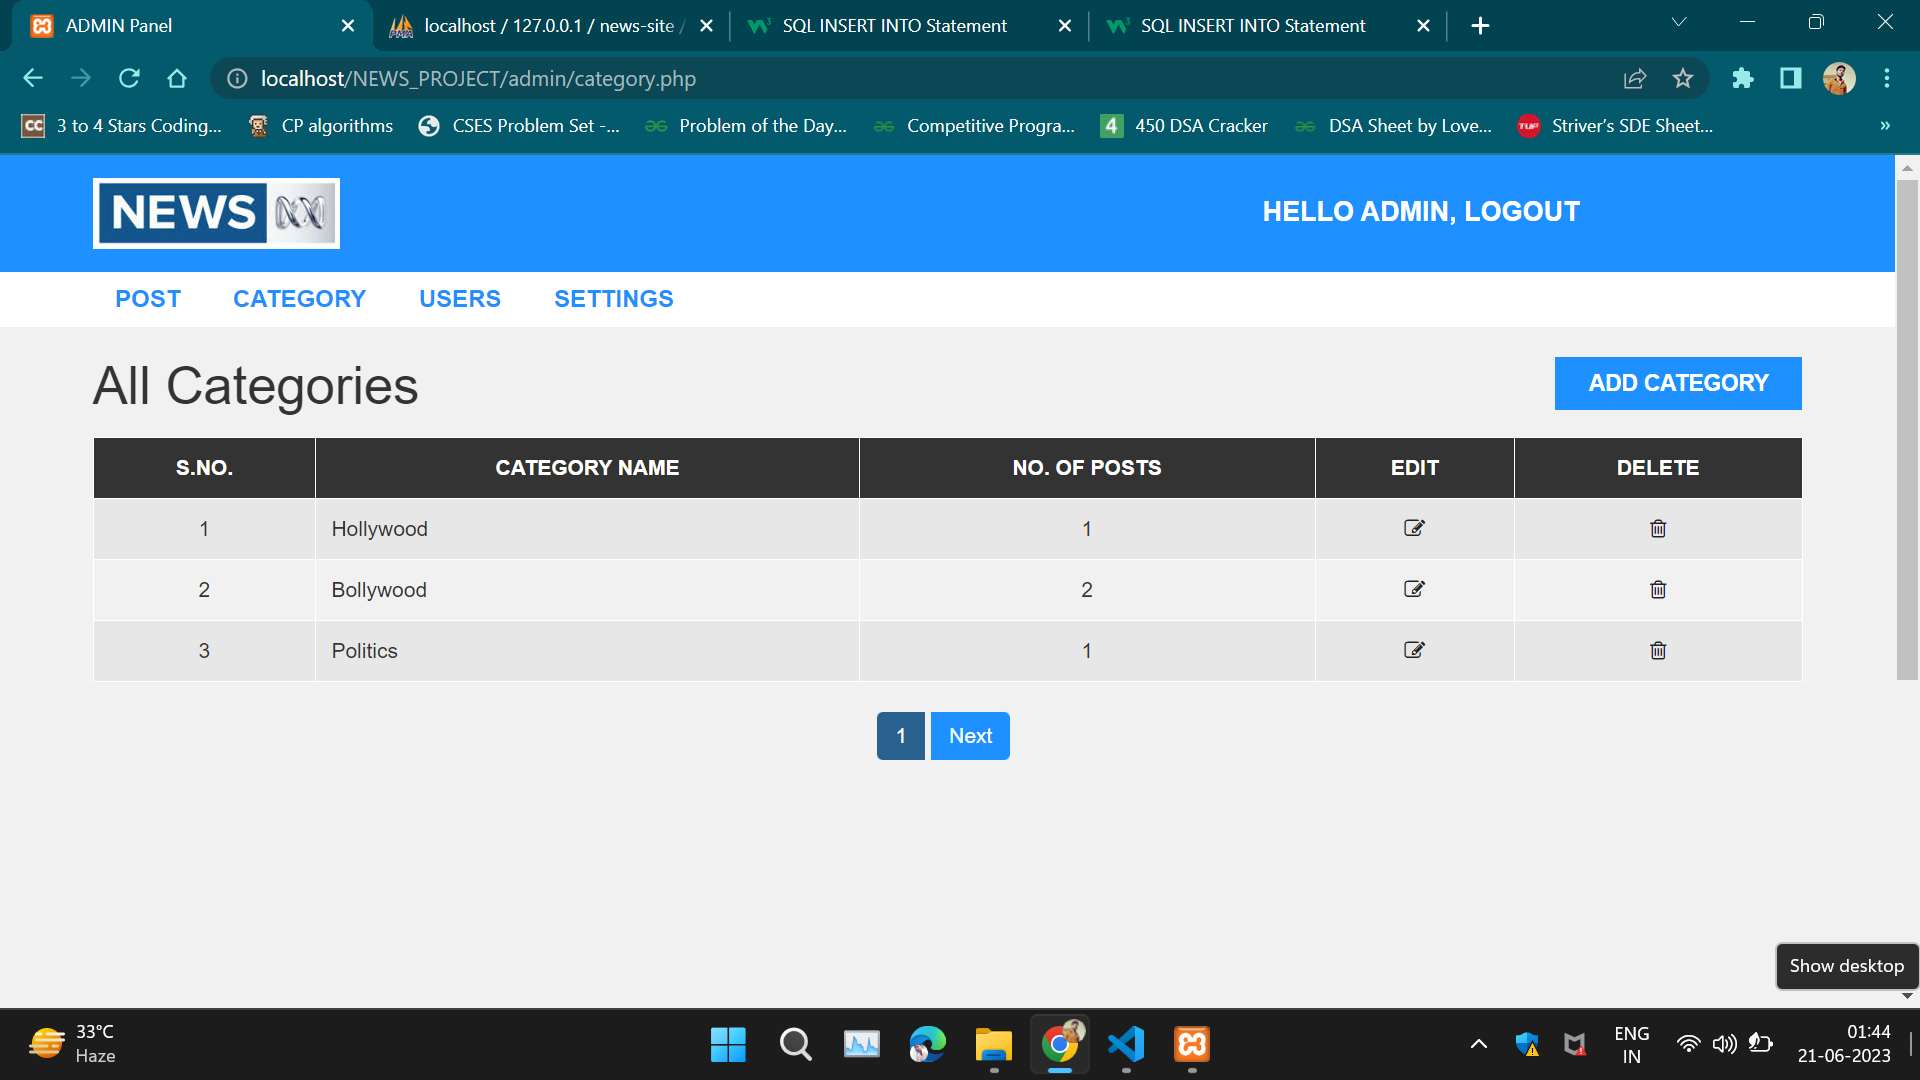 ADMIN Panel
localhost / 127.0.0.1 / news-site /
SQL INSERT INTO Statement
SQL INSERT INTO Statement
localhost/NEWS_PROJECT/admin/category.php
CC 3 to 4 Stars Coding...
CP algorithms
CSES Problem Set -...
Problem of the Day...
Competitive Progra...
4 450 DSA Cracker
DSA Sheet by Love...
TUF Striver's SDE Sheet...
»
NEWS
HELLO ADMIN, LOGOUT
POST CATEGORY USERS SETTINGS
All Categories
ADD CATEGORY
S.NO. CATEGORY NAME NO. OF POSTS EDIT DELETE
1 Hollywood 1
2 Bollywood 2
3 Politics 1
1 Next
Show desktop
33°C
Haze
ENG
IN
01:44
21-06-2023